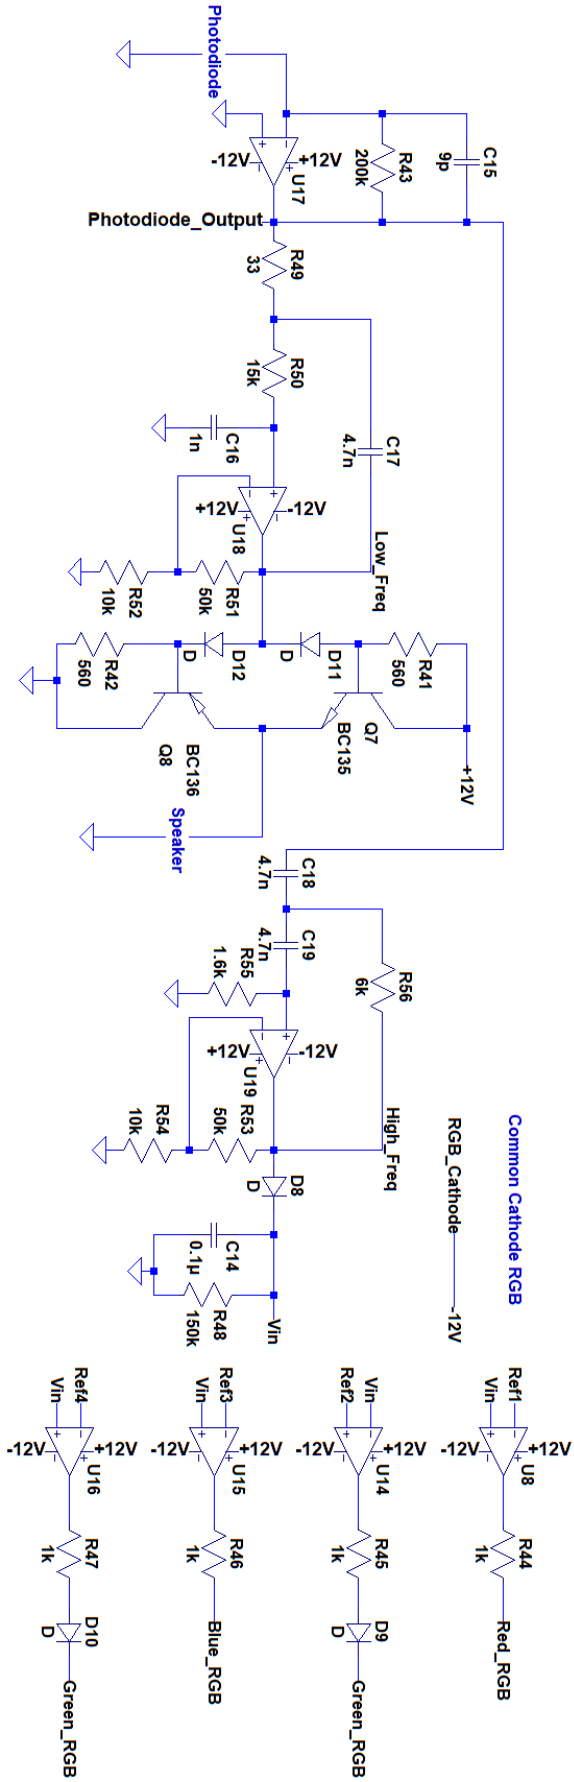 Photodiode
-12V
+12V
U17
R43
200k
C15
9p
Photodiode_Output
R49
33
R50
15k
C16
1n
C17
4.7n
+12V
-12V
U18
Low_Freq
R51
50k
R52
10k
D12
D
D11
D
R42
560
R41
560
Q7
BC135
BC136
Q8
+12V
Speaker
C18
4.7n
C19
4.7n
R55
1.6k
R56
6k
+12V
-12V
U19
High_Freq
R53
50k
R54
10k
D8
D
C14
0.1µ
R48
150k
Vin
Common Cathode RGB
RGB_Cathode
-12V
Ref1
Vin
-12V
+12V
U8
R44
1k
Red_RGB
Vin
Ref2
-12V
+12V
U14
R45
1k
D9
D
Green_RGB
Ref3
Vin
-12V
+12V
U15
R46
1k
Blue_RGB
Ref4
Vin
-12V
+12V
U16
R47
1k
D10
D
Green_RGB